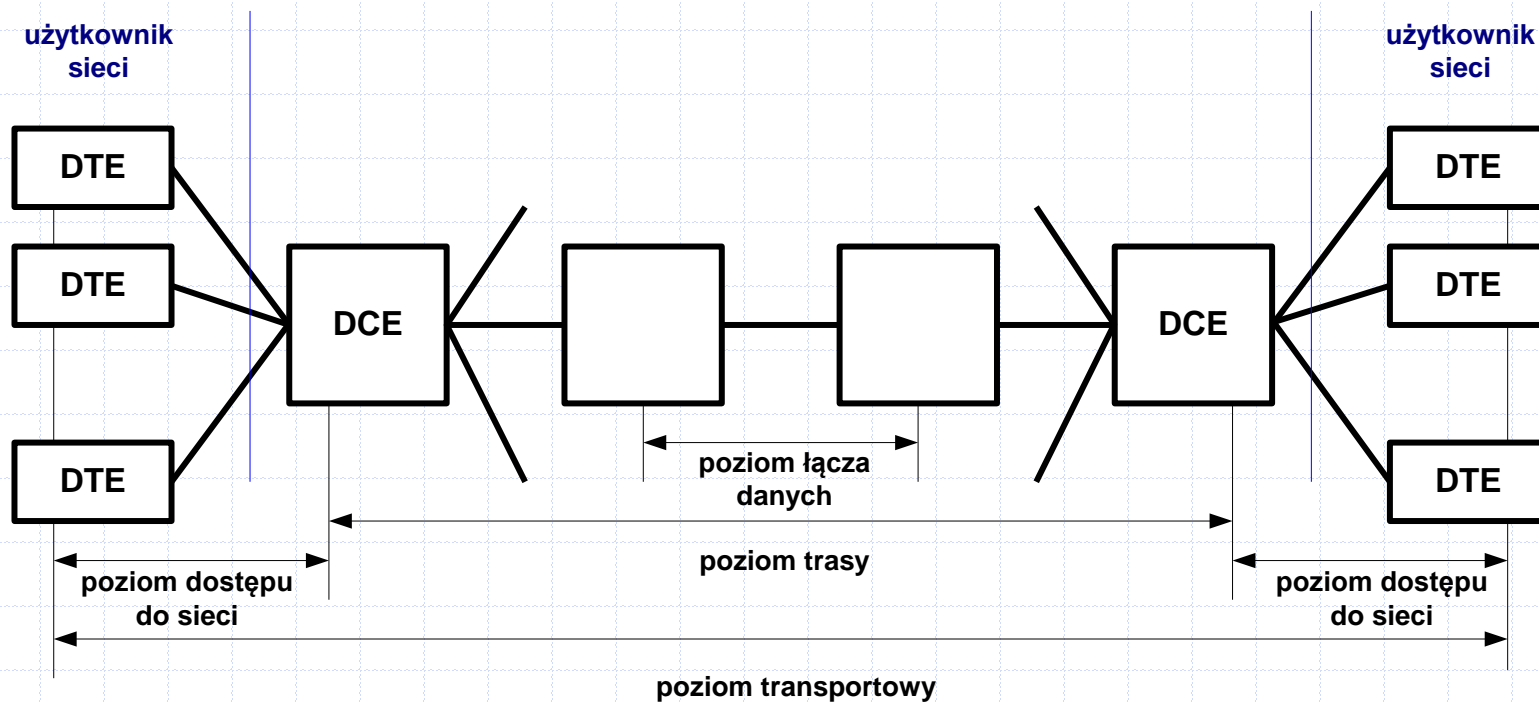 użytkownik
sieci
użytkownik
sieci
DTE
DTE
DTE
DTE
DCE
DCE
DTE
DTE
poziom łącza
danych
poziom trasy
poziom dostępu
do sieci
poziom dostępu
do sieci
poziom transportowy